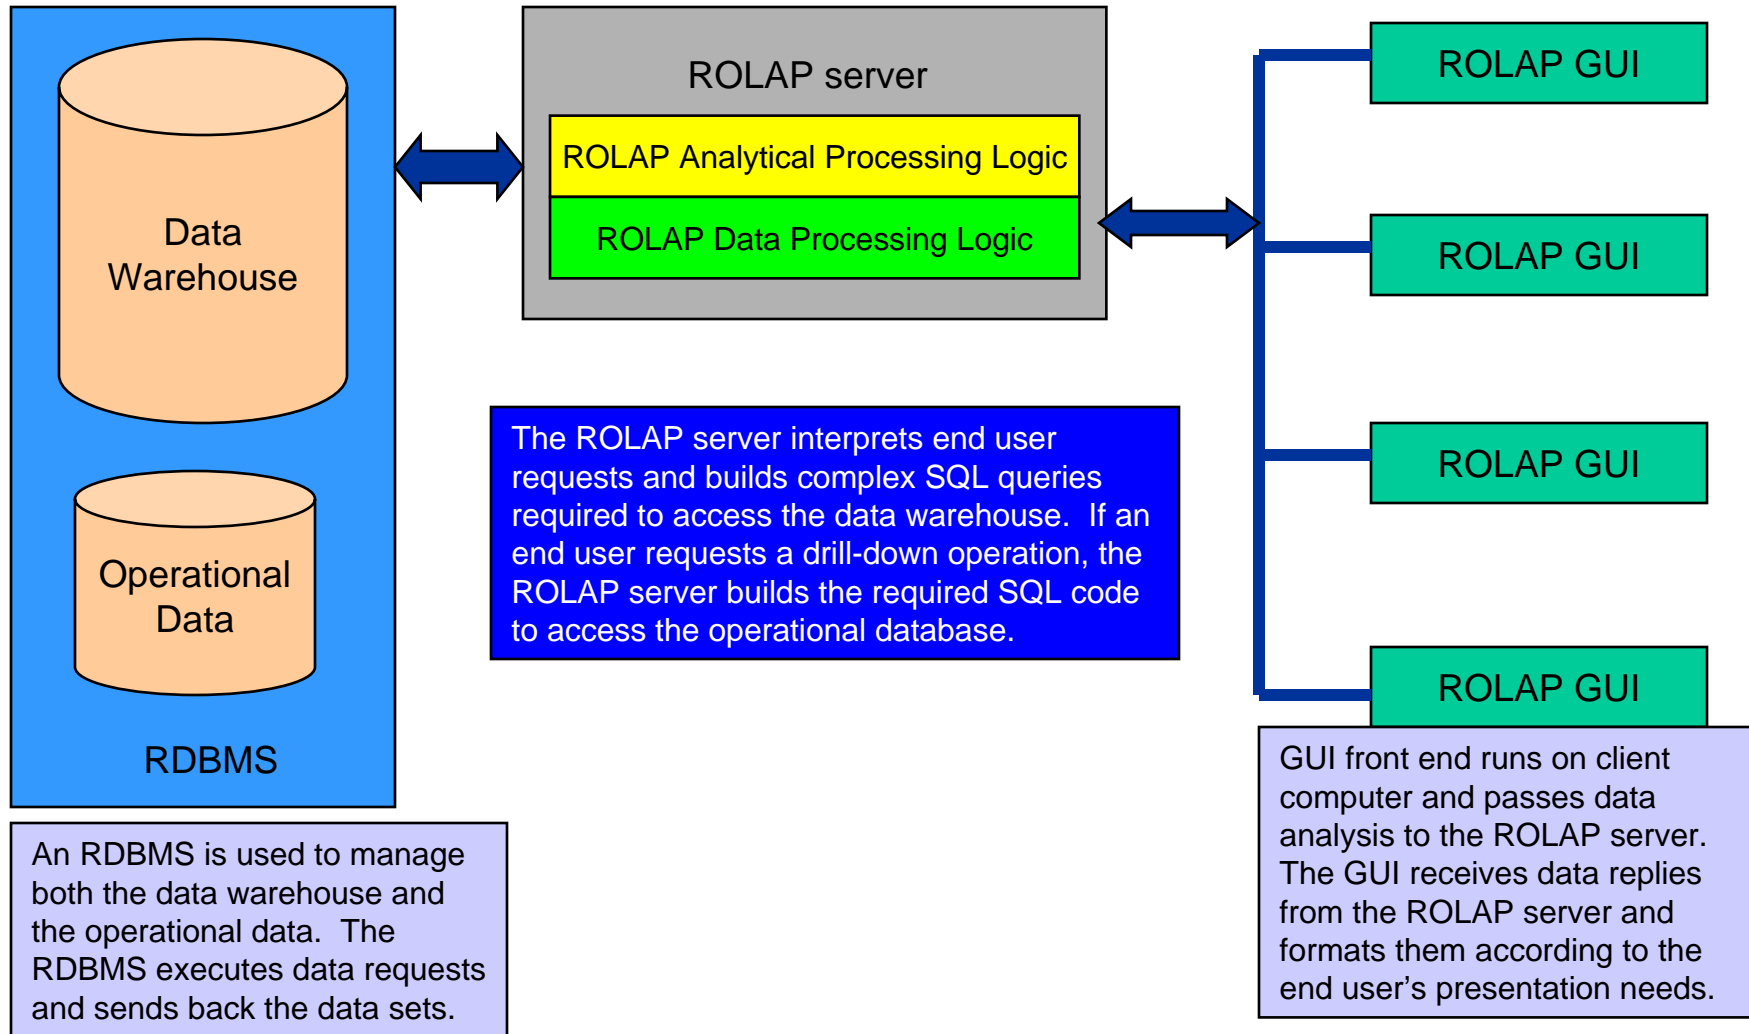 Data
Warehouse
Operational
Data
RDBMS
An RDBMS is used to manage
both the data warehouse and
the operational data.  The
RDBMS executes data requests
and sends back the data sets.
ROLAP server
ROLAP Analytical Processing Logic
ROLAP Data Processing Logic
The ROLAP server interprets end user
requests and builds complex SQL queries
required to access the data warehouse.  If an
end user requests a drill-down operation, the
ROLAP server builds the required SQL code
to access the operational database.
ROLAP GUI
ROLAP GUI
ROLAP GUI
ROLAP GUI
GUI front end runs on client
computer and passes data
analysis to the ROLAP server.
The GUI receives data replies
from the ROLAP server and
formats them according to the
end user’s presentation needs.